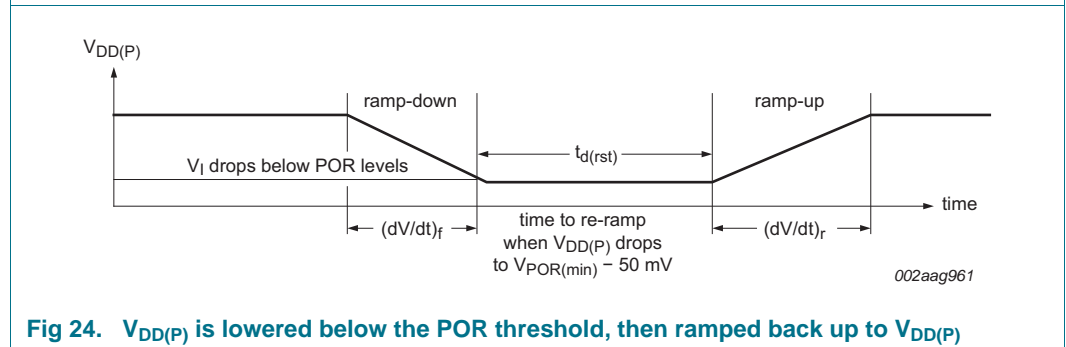 VDD(P)
ramp-down
ramp-up
td(rst)
VI drops below POR levels
time
(dV/dt)f
time to re-ramp
when VDD(P) drops
to VPOR(min) − 50 mV
(dV/dt)r
002aag961
Fig 24. VDD(P) is lowered below the POR threshold, then ramped back up to VDD(P)